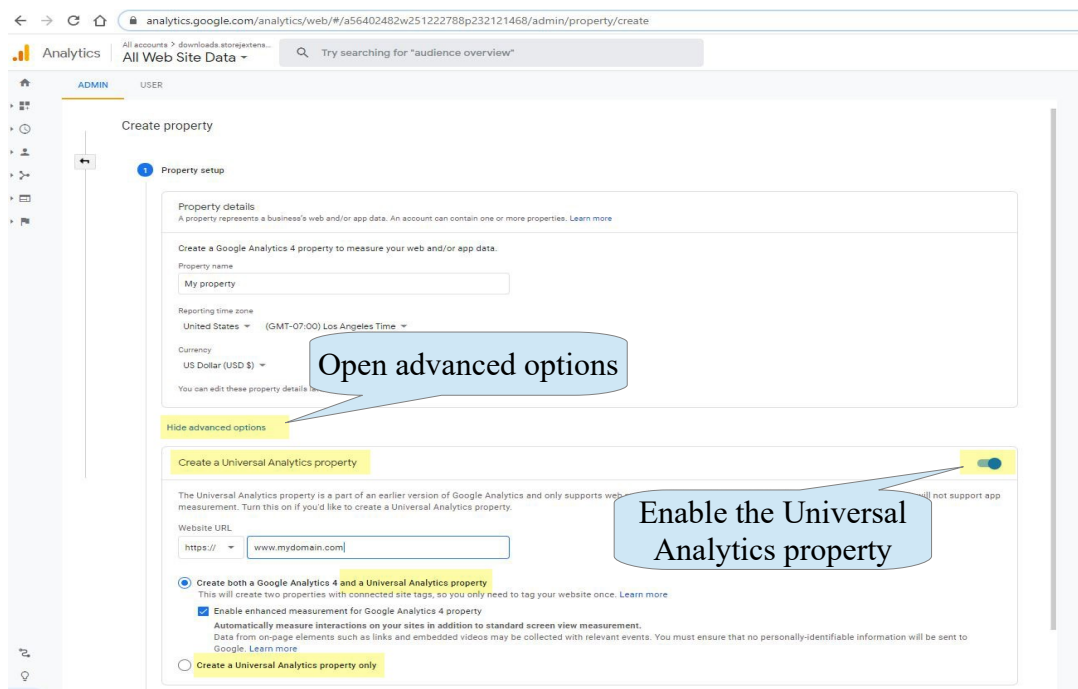 analytics.google.com/analytics/web/#/a56402482w251222788p232121468/admin/property/create
Analytics
All accounts > downloads.storejextens..
All Web Site Data
Try searching for "audience overview"
ADMIN
USER
Create property
1 Property setup
Property details
A property represents a business's web and/or app data. An account can contain one or more properties. Learn more
Create a Google Analytics 4 property to measure your web and/or app data.
Property name
My property
Reporting time zone
United States (GMT-07:00) Los Angeles Time
Currency
US Dollar (USD $)
Open advanced options
You can edit these property details
Hide advanced options
Create a Universal Analytics property
The Universal Analytics property is a part of an earlier version of Google Analytics and only supports web will not support app
measurement. Turn this on if you'd like to create a Universal Analytics property.
Enable the Universal
Analytics property
Website URL
https:// www.mydomain.com
Create both a Google Analytics 4 and a Universal Analytics property
This will create two properties with connected site tags, so you only need to tag your website once. Learn more
Enable enhanced measurement for Google Analytics 4 property
Automatically measure interactions on your sites in addition to standard screen view measurement.
Data from on-page elements such as links and embedded videos may be collected with relevant events. You must ensure that no personally-identifiable information will be sent to
Google. Learn more
Create a Universal Analytics property only